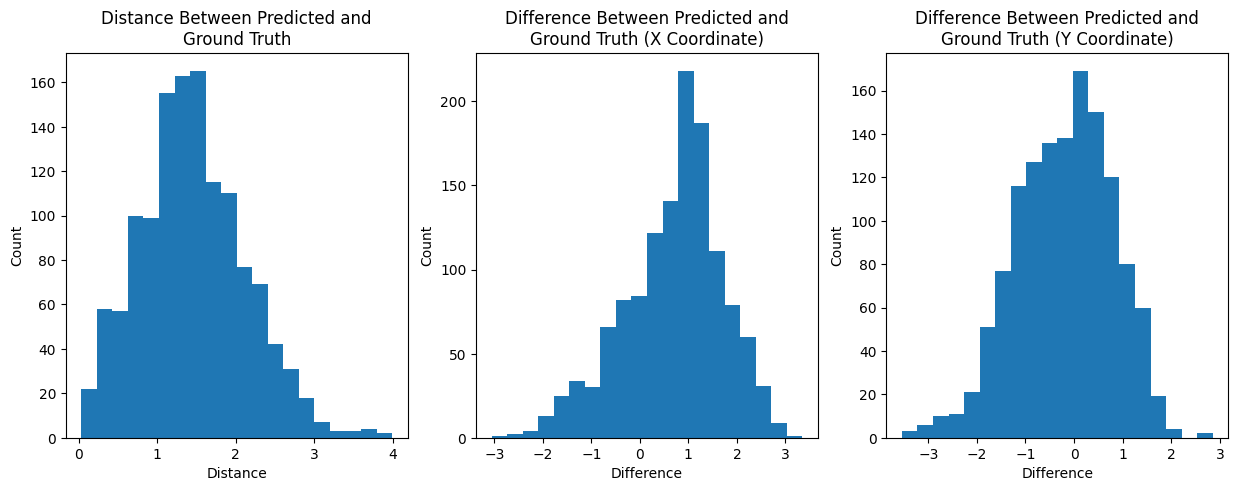 Distance Between Predicted and
Ground Truth
160
140
120
100
80
60
40
20
0
Count
0 1 2 3 4
Distance
Difference Between Predicted and
Ground Truth (X Coordinate)
200
150
100
50
0
Count
−3 −2 −1 0 1 2 3
Difference
Difference Between Predicted and
Ground Truth (Y Coordinate)
160
140
120
100
80
60
40
20
0
Count
−3 −2 −1 0 1 2 3
Difference